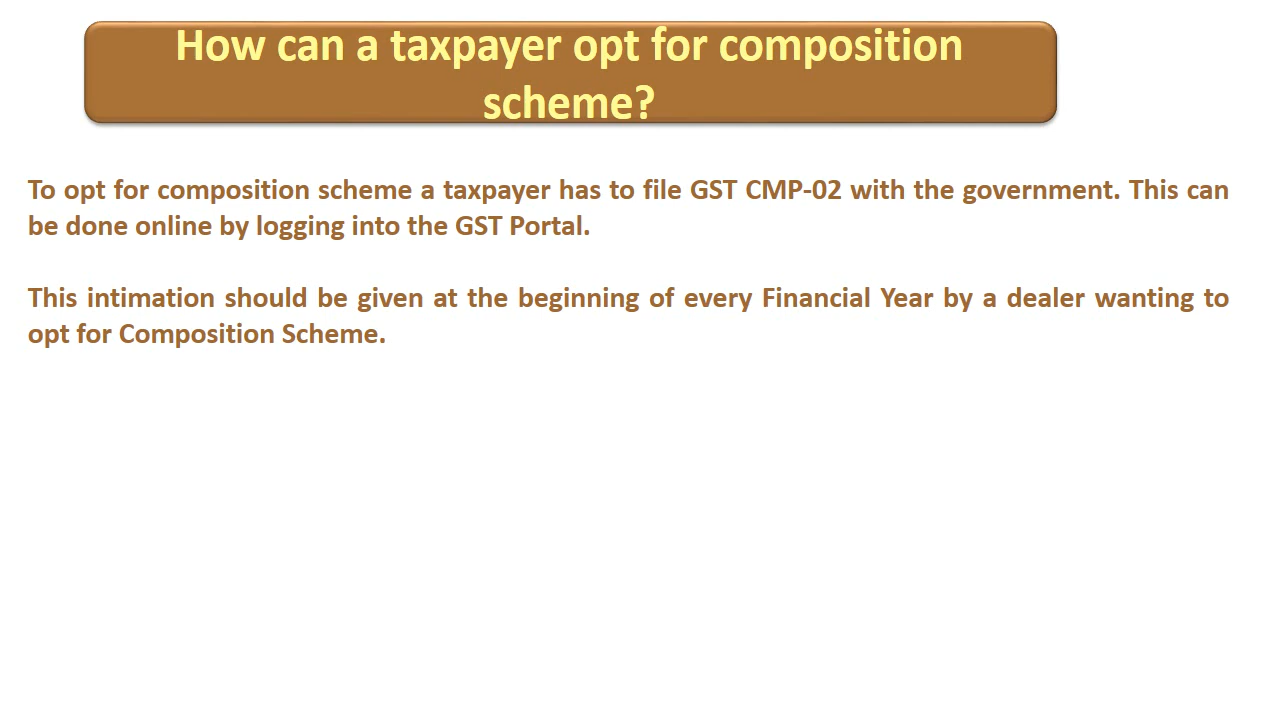 How can a taxpayer opt for composition
scheme?
To opt for composition scheme a taxpayer has to file GST CMP-02 with the government. This can
be done online by logging into the GST Portal.
This intimation should be given at the beginning of every Financial Year by a dealer wanting to
opt for Composition Scheme.